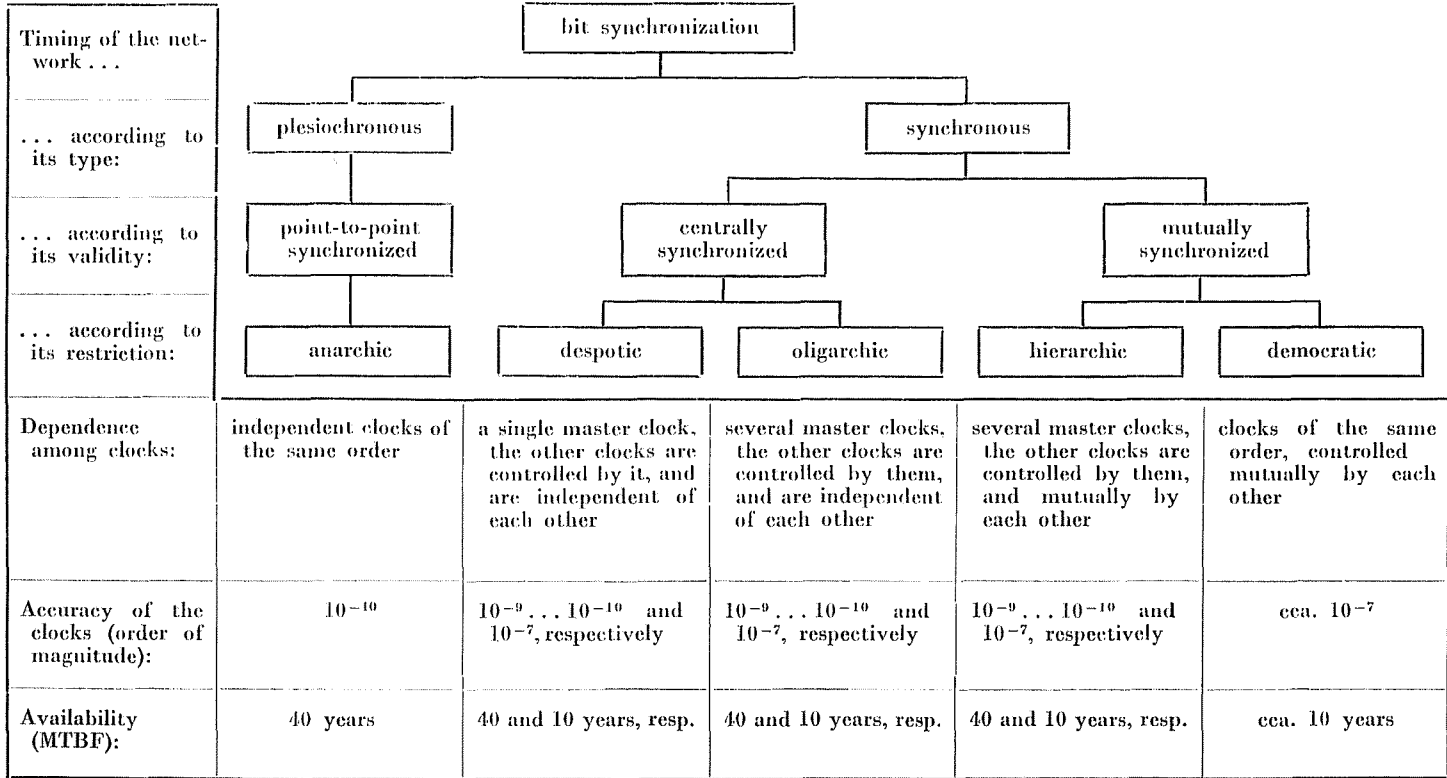 Timing of the net-
work . . .
bit synchronization
. . . according to
its type:
plesiochronous
synchronous
. . . according to
its validity:
point-to-point
synchronized
centrally
synchronized
mutually
synchronized
. . . according to
its restriction:
anarchic
despotic
oligarchic
hierarchic
democratic
Dependence
among clocks:
independent clocks of
the same order
a single master clock,
the other clocks are
controlled by it, and
are independent of
each other
several master clocks,
the other clocks are
controlled by them,
and are independent
of each other
several master clocks,
the other clocks are
controlled by them,
and mutually by
each other
clocks of the same
order, controlled
mutually by each
other
Accuracy of the
clocks (order of
magnitude):
10⁻¹⁰
10⁻⁹ . . . 10⁻¹⁰ and
10⁻⁷, respectively
10⁻⁹ . . . 10⁻¹⁰ and
10⁻⁷, respectively
10⁻⁹ . . . 10⁻¹⁰ and
10⁻⁷, respectively
cca. 10⁻⁷
Availability
(MTBF):
40 years
40 and 10 years, resp.
40 and 10 years, resp.
40 and 10 years, resp.
cca. 10 years